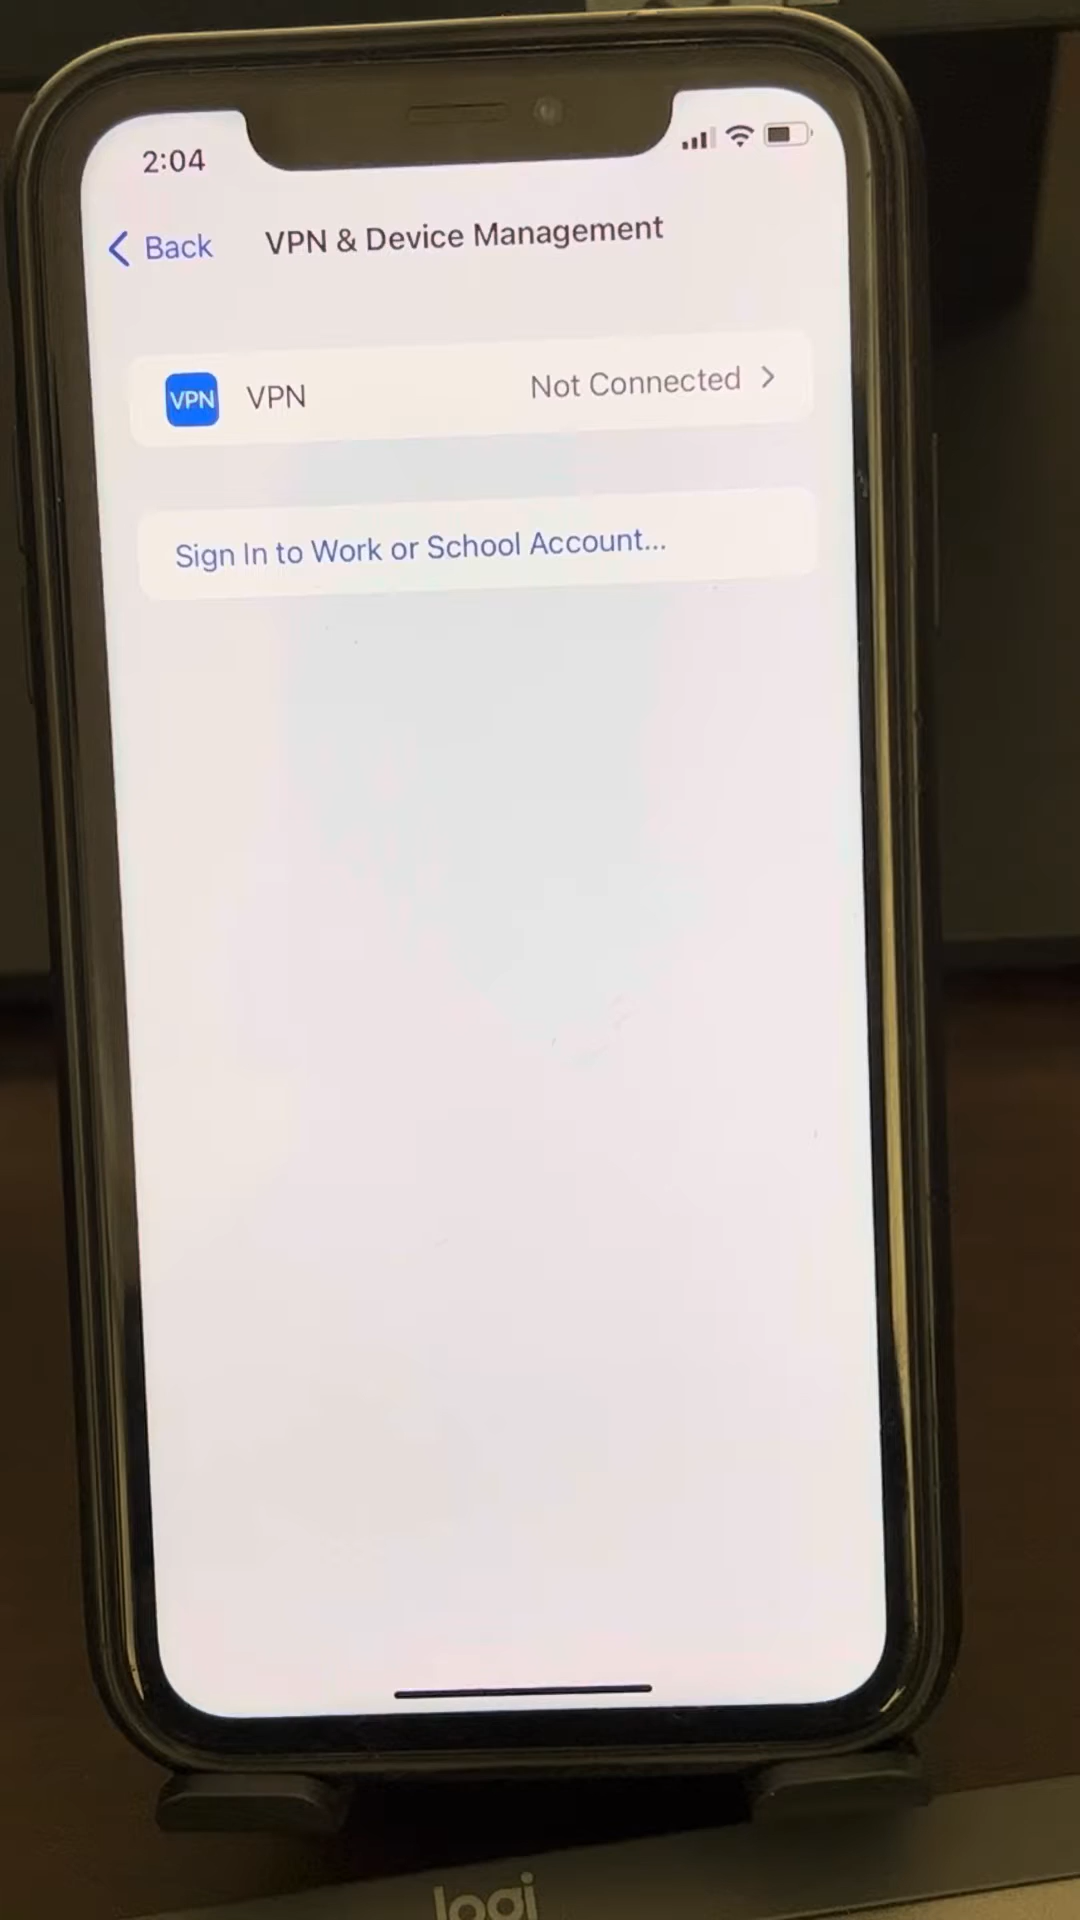 2:04
Back VPN & Device Management
VPN VPN Not Connected
Sign In to Work or School Account...
logi